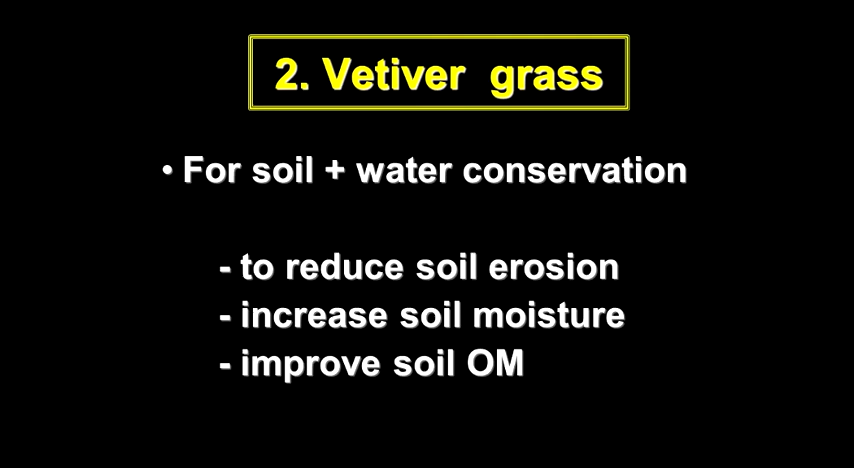 2. Vetiver grass
• For soil + water conservation
- to reduce soil erosion
- increase soil moisture
- improve soil OM